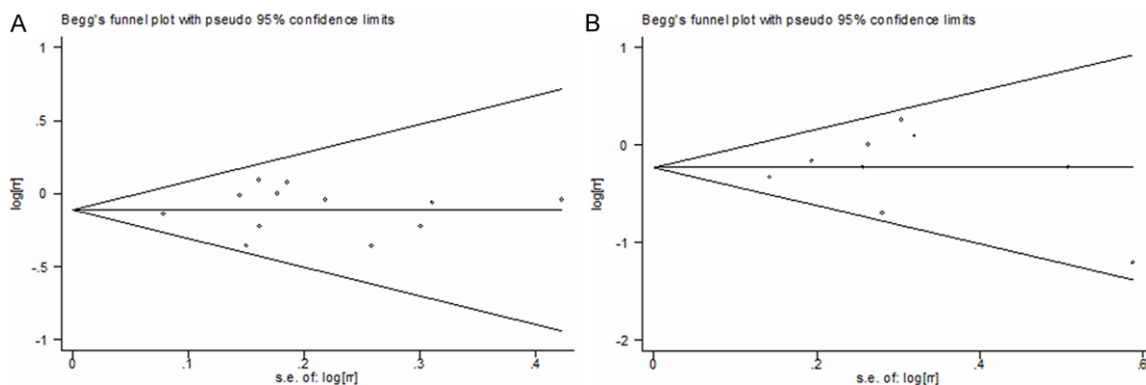 A
Begg's funnel plot with pseudo 95% confidence limits
log[rr]
1
.5
0
-.5
-1
0
.1
.2
.3
.4
s.e. of: log[rr]
B
Begg's funnel plot with pseudo 95% confidence limits
log[rr]
1
0
-1
-2
0
.2
.4
.6
s.e. of: log[rr]